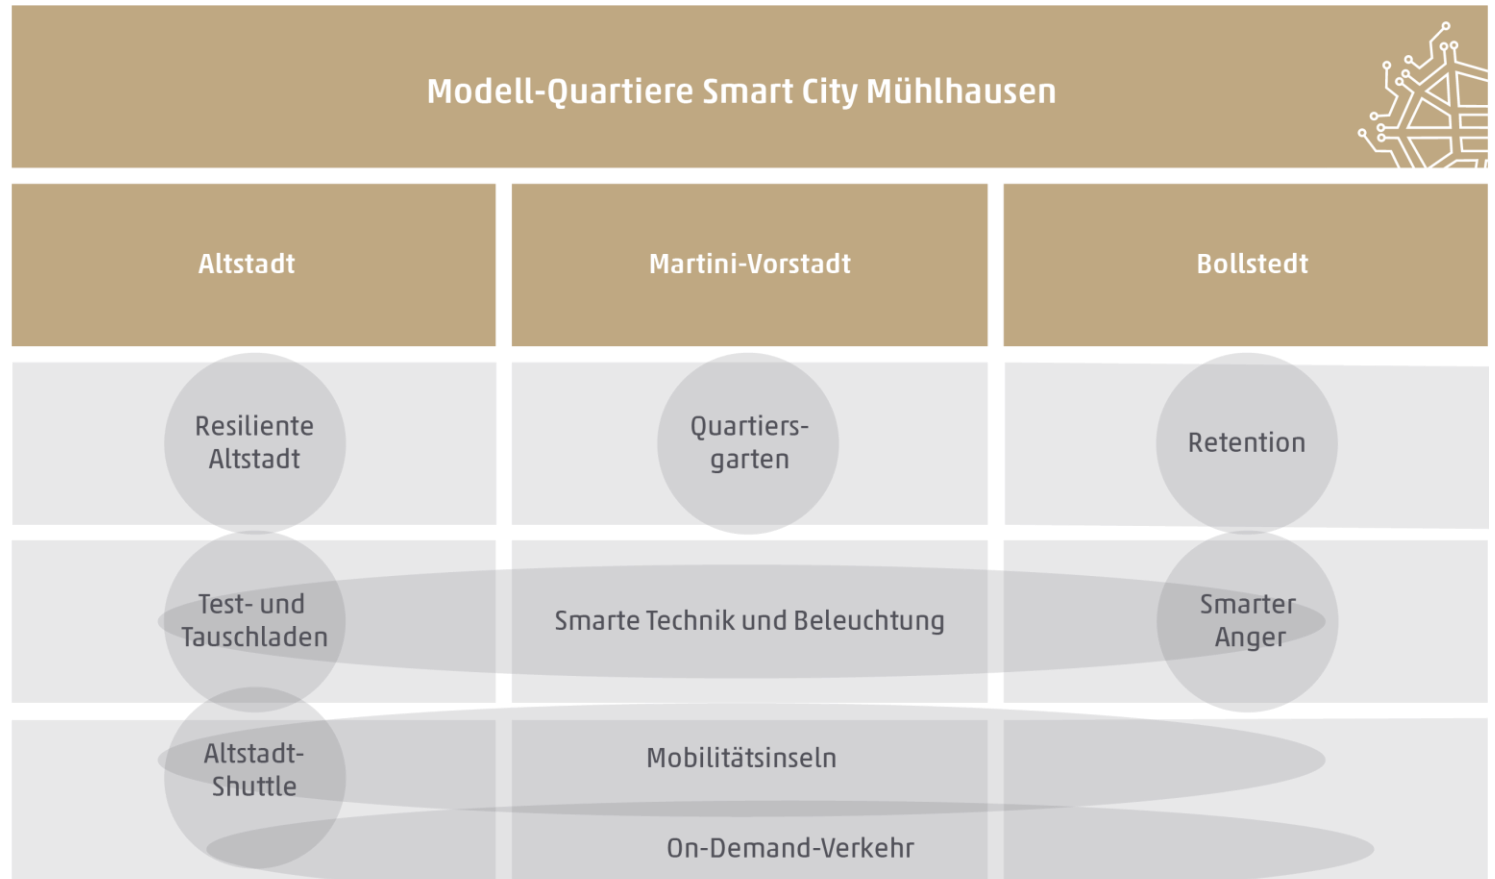 Modell-Quartiere Smart City Mühlhausen
Altstadt
Martini-Vorstadt
Bollstedt
Resiliente
Altstadt
Quartiers-
garten
Retention
Test- und
Tauschladen
Smarte Technik und Beleuchtung
Smarter
Anger
Altstadt-
Shuttle
Mobilitätsinseln
On-Demand-Verkehr